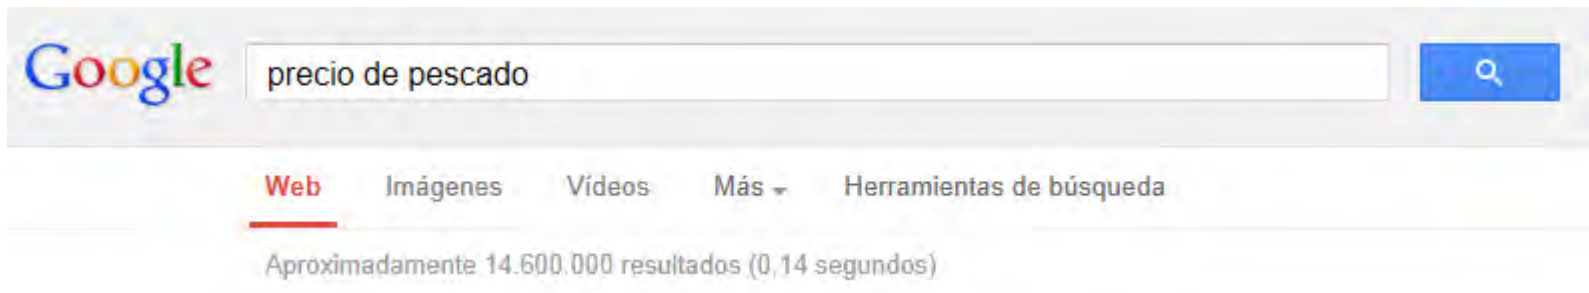 Google precio de pescado
Web Imágenes Vídeos Más Herramientas de búsqueda
Aproximadamente 14.600.000 resultados (0,14 segundos)